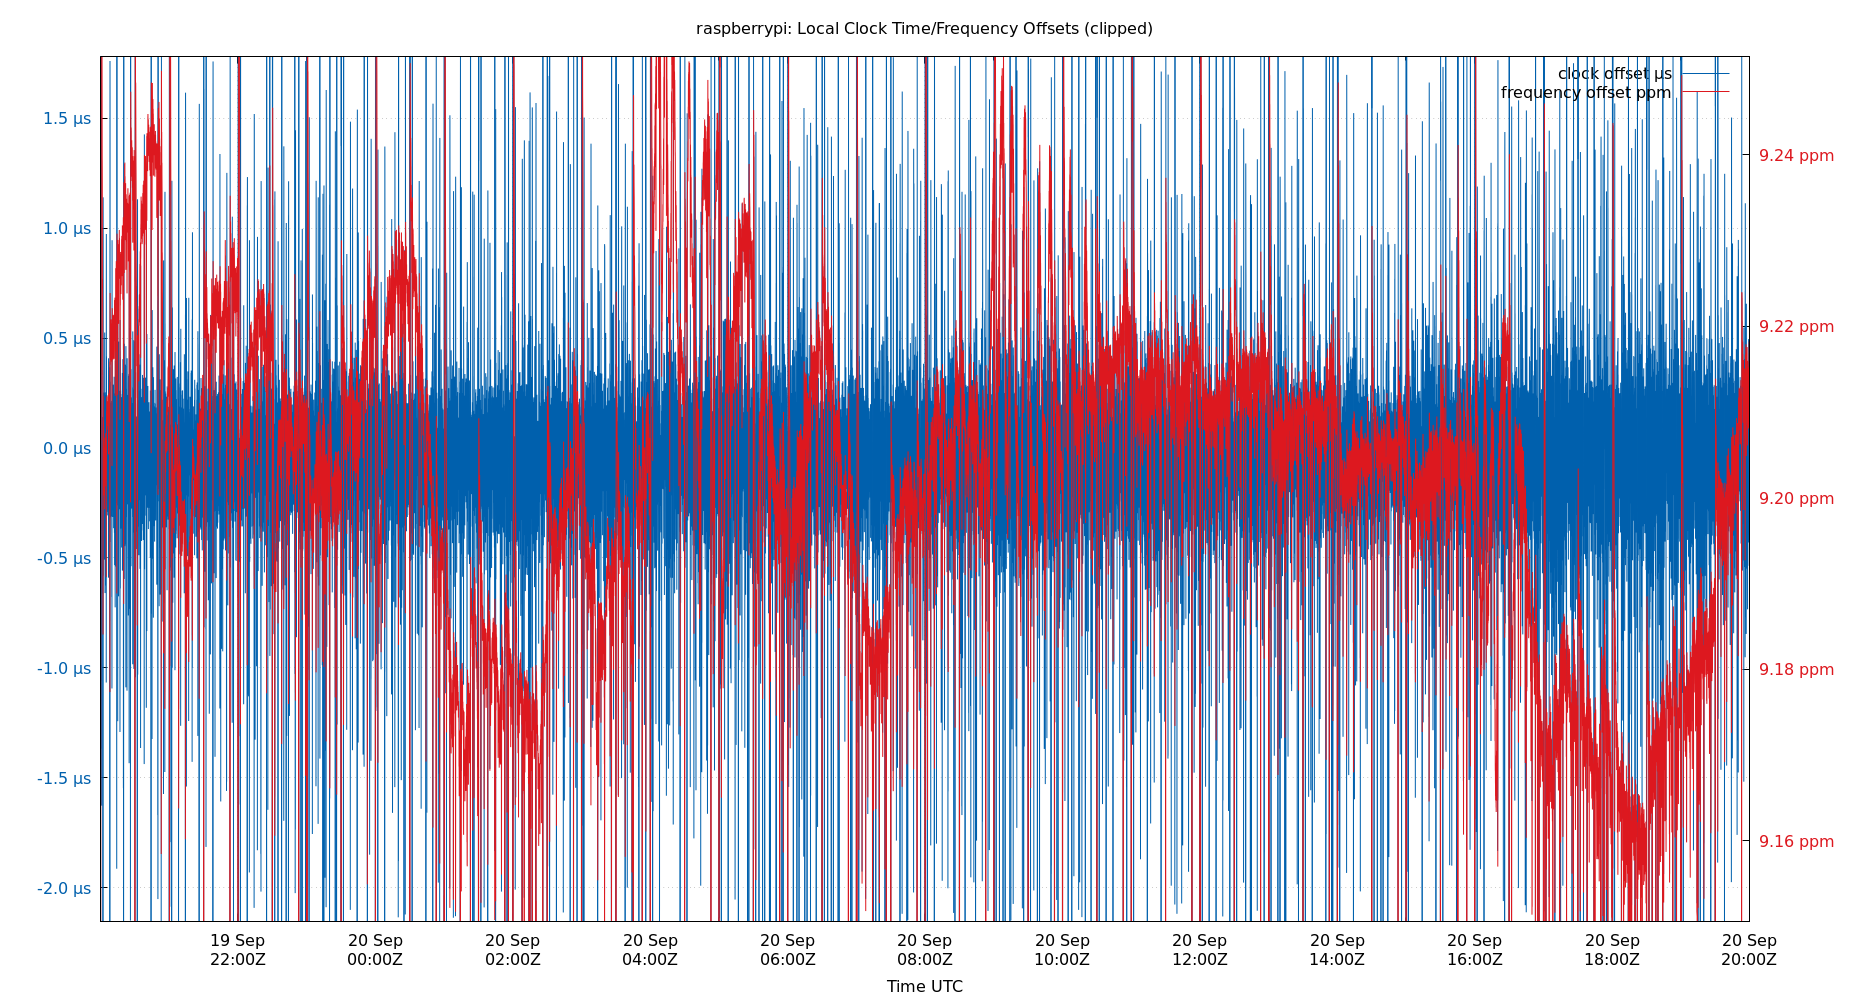 raspberrypi: Local Clock Time/Frequency Offsets (clipped)
clock offset µs
frequency offset ppm
1.5 µs
1.0 µs
0.5 µs
0.0 µs
-0.5 µs
-1.0 µs
-1.5 µs
-2.0 µs
9.24 ppm
9.22 ppm
9.20 ppm
9.18 ppm
9.16 ppm
19 Sep 20 Sep 20 Sep 20 Sep 20 Sep 20 Sep 20 Sep 20 Sep 20 Sep 20 Sep 20 Sep 20 Sep
22:00Z 00:00Z 02:00Z 04:00Z 06:00Z 08:00Z 10:00Z 12:00Z 14:00Z 16:00Z 18:00Z 20:00Z
Time UTC